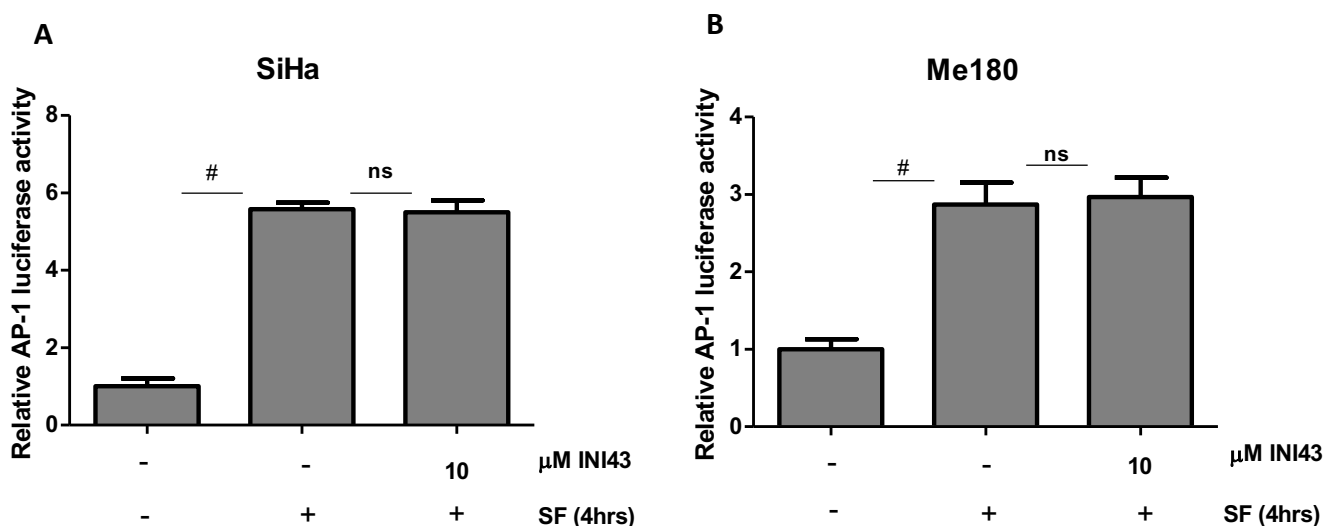 A
SiHa
Relative AP-1 luciferase activity
8
6
4
2
0
#
ns
- - 10 μM INI43
- + + SF (4hrs)
B
Me180
Relative AP-1 luciferase activity
4
3
2
1
0
#
ns
- - 10 μM INI43
- + + SF (4hrs)